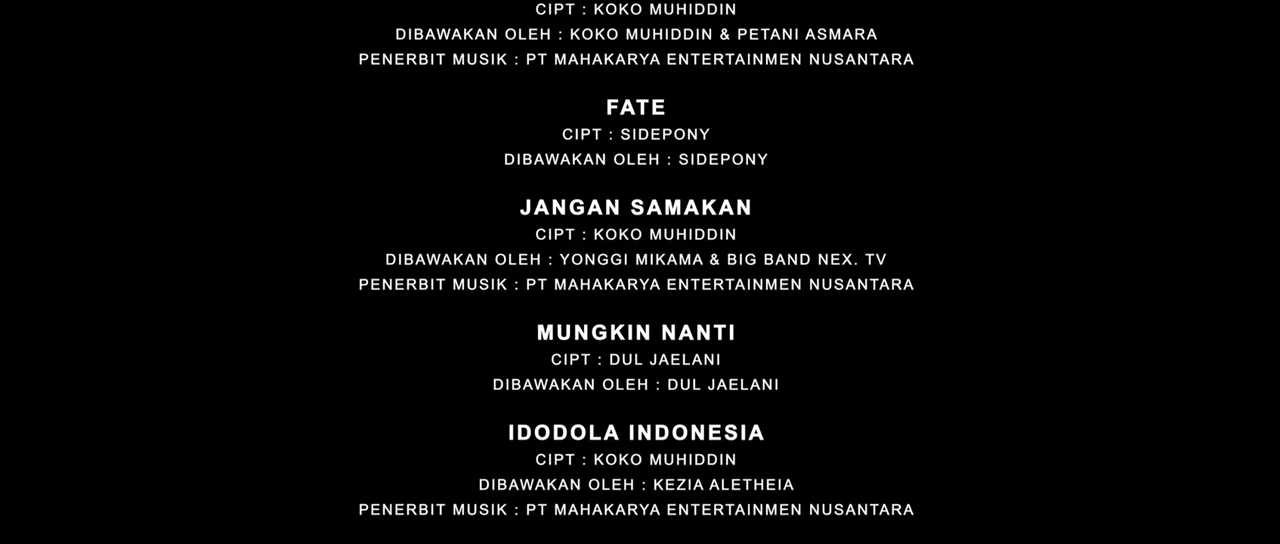 CIPT : KOKO MUHIDDIN
DIBAWAKAN OLEH : KOKO MUHIDDIN & PETANI ASMARA
PENERBIT MUSIK : PT MAHAKARYA ENTERTAINMEN NUSANTARA
FATE
CIPT : SIDEPONY
DIBAWAKAN OLEH : SIDEPONY
JANGAN SAMAKAN
CIPT : KOKO MUHIDDIN
DIBAWAKAN OLEH : YONGGI MIKAMA & BIG BAND NEX. TV
PENERBIT MUSIK : PT MAHAKARYA ENTERTAINMEN NUSANTARA
MUNGKIN NANTI
CIPT : DUL JAELANI
DIBAWAKAN OLEH : DUL JAELANI
IDODOLA INDONESIA
CIPT : KOKO MUHIDDIN
DIBAWAKAN OLEH : KEZIA ALETHEIA
PENERBIT MUSIK : PT MAHAKARYA ENTERTAINMEN NUSANTARA